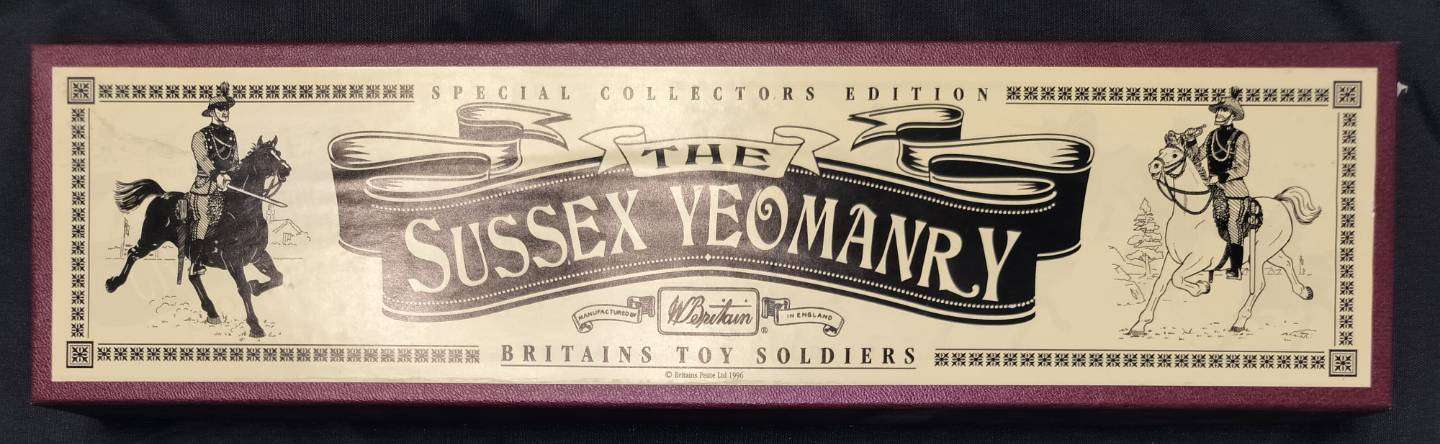 SPECIAL COLLECTORS EDITION
THE
SUSSEX YEOMANRY
MANUFACTURED BY
W Britain ®
IN ENGLAND
BRITAINS TOY SOLDIERS
© Britains Petite Ltd 1996